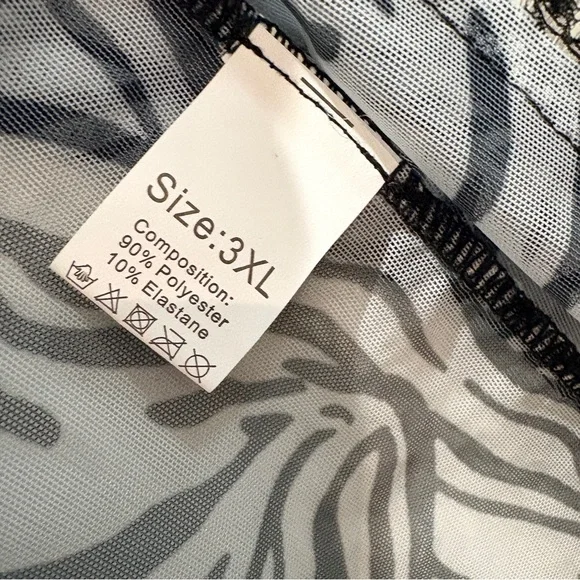 Size:3XL
Composition:
90% Polyester
10% Elastane